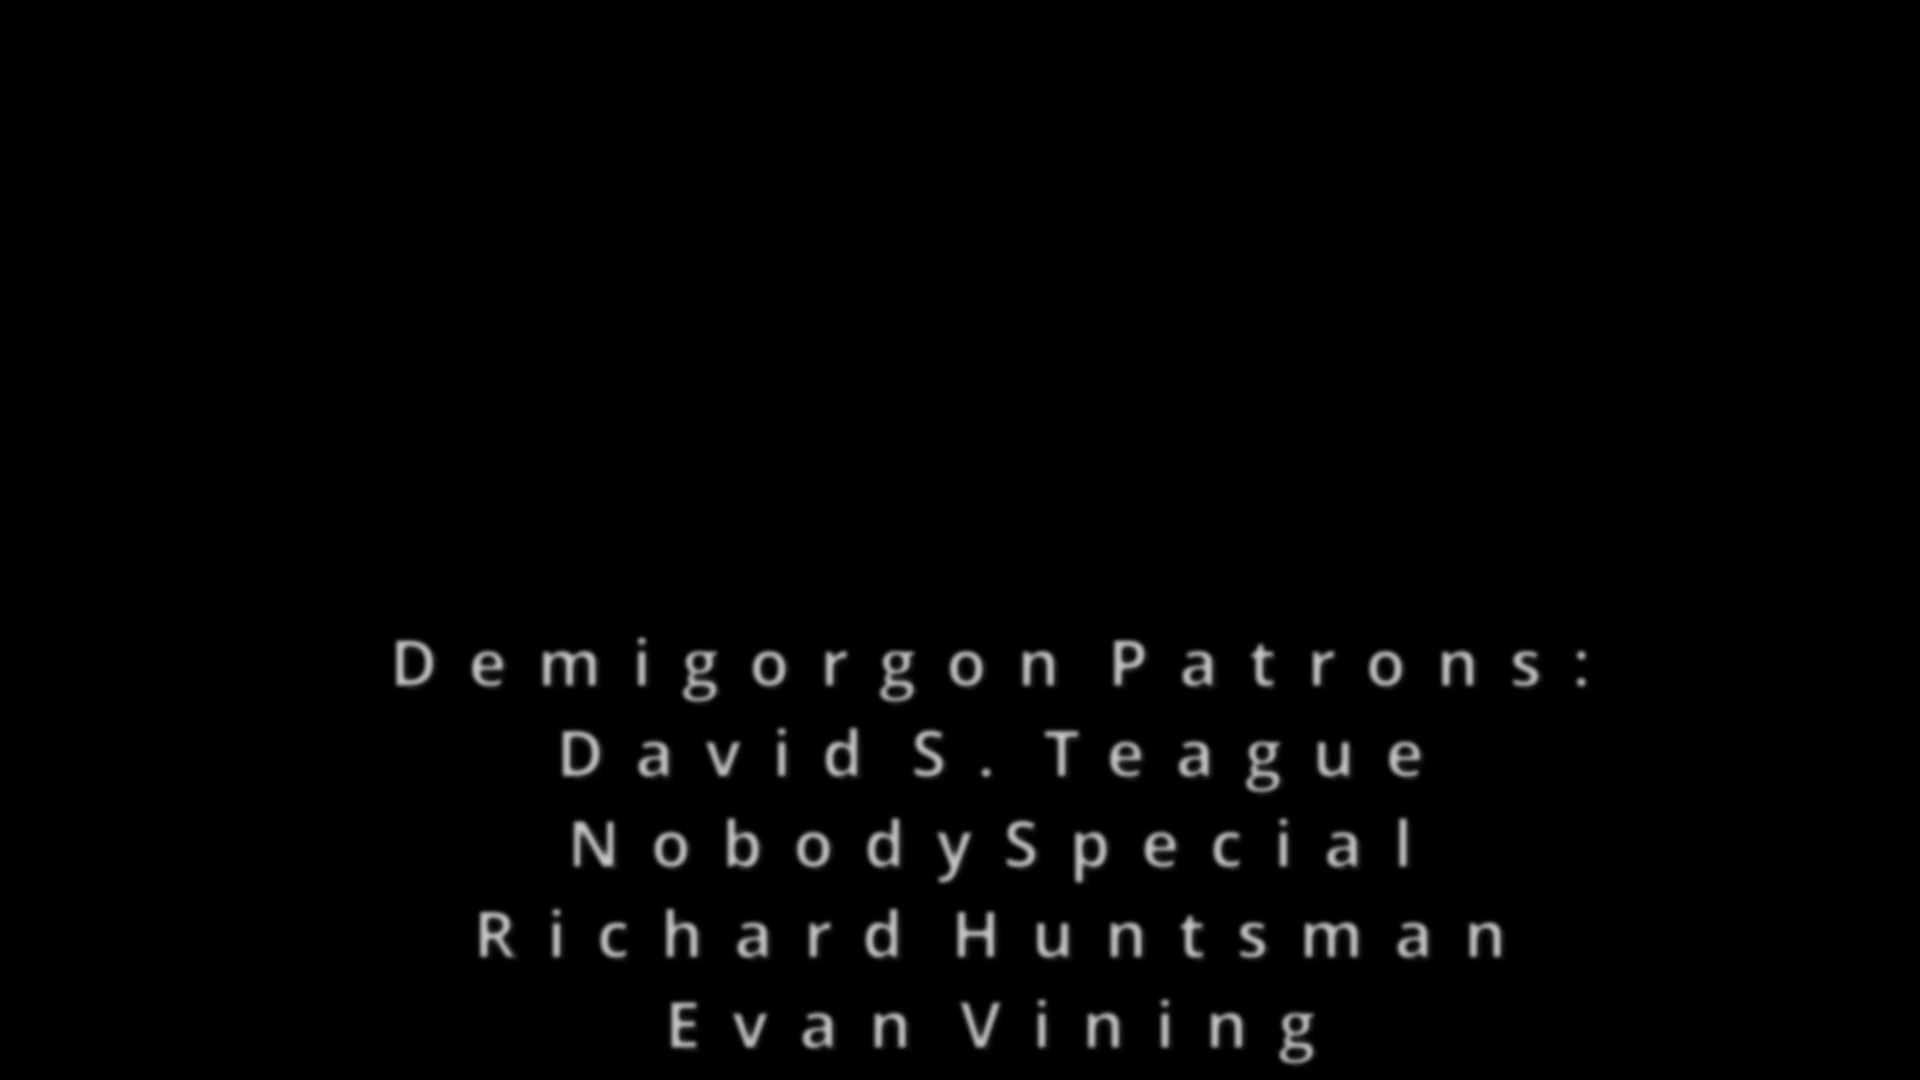 Demigorgon Patrons:
David S. Teague
NobodySpecial
Richard Huntsman
Evan Vining